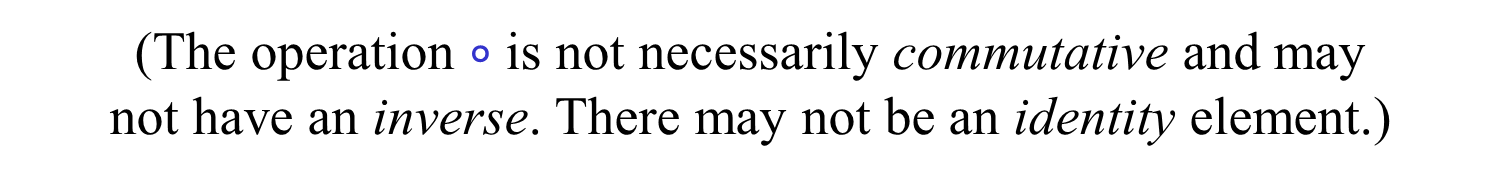 (The operation ∘ is not necessarily commutative and may
not have an inverse. There may not be an identity element.)